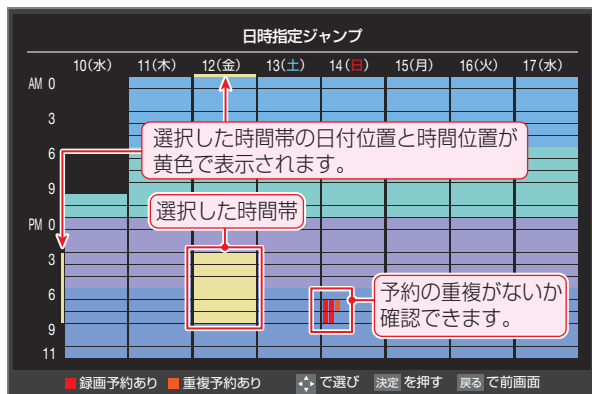 日時指定ジャンプ
10(水) 11(木) 12(金) 13(土) 14(日) 15(月) 16(火) 17(水)
AM 0
3
選択した時間帯の日付位置と時間位置が
黄色で表示されます。
6
9
選択した時間帯
PM 0
3
6
予約の重複がないか
確認できます。
9
11
録画予約あり 重複予約あり で選び 決定 を押す 戻る で前画面